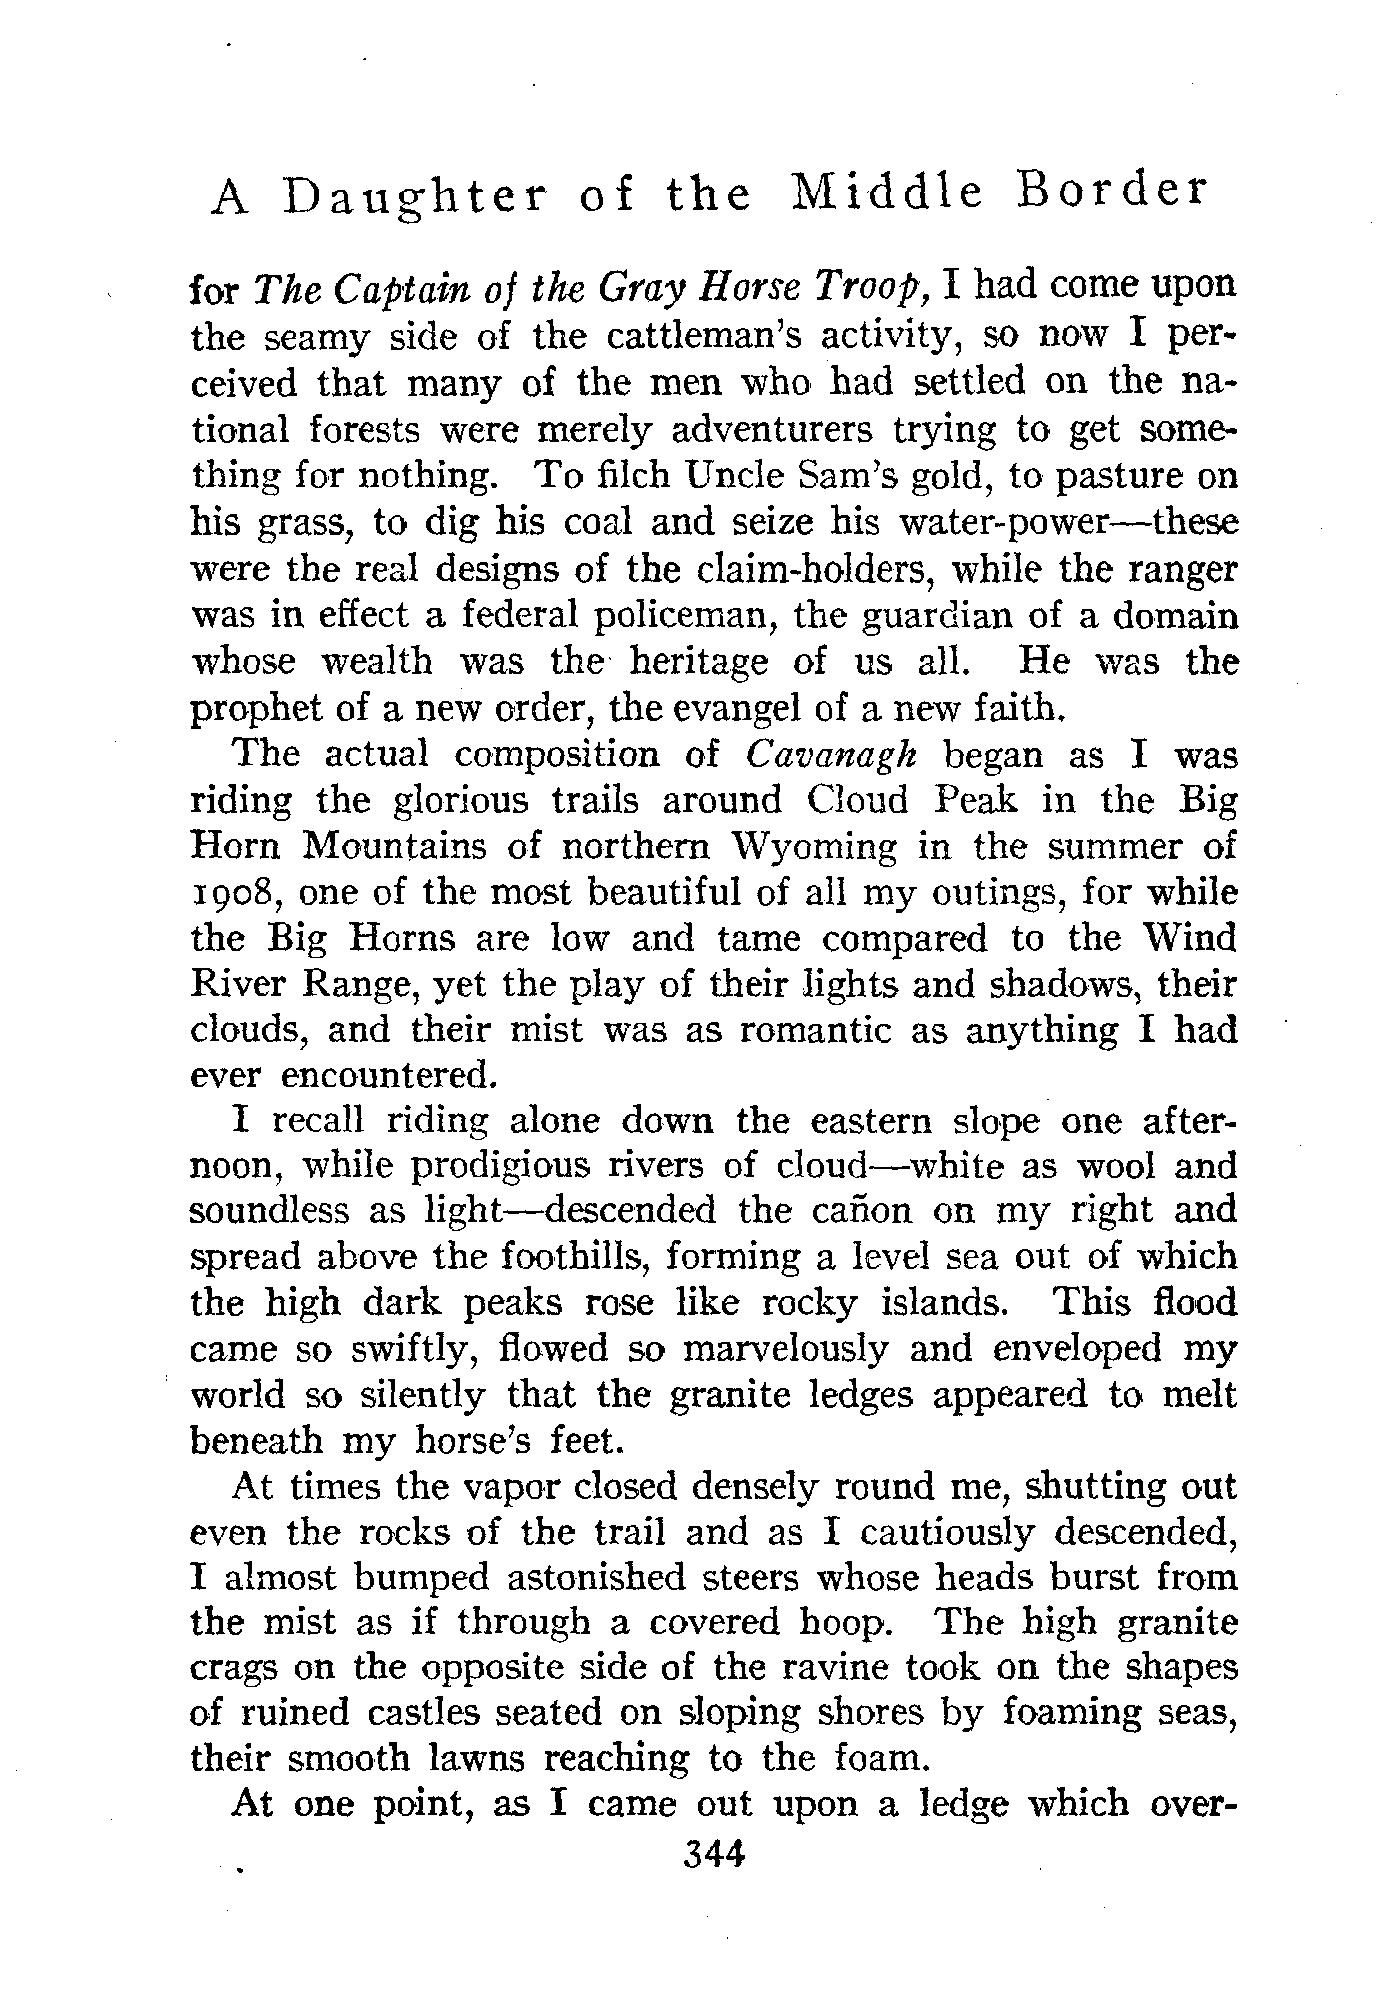 A Daughter of the Middle Border
for The Captain of the Gray Horse Troop, I had come upon
the seamy side of the cattleman's activity, so now I per-
ceived that many of the men who had settled on the na-
tional forests were merely adventurers trying to get some-
thing for nothing. To filch Uncle Sam's gold, to pasture on
his grass, to dig his coal and seize his water-power—these
were the real designs of the claim-holders, while the ranger
was in effect a federal policeman, the guardian of a domain
whose wealth was the heritage of us all. He was the
prophet of a new order, the evangel of a new faith.
The actual composition of Cavanagh began as I was
riding the glorious trails around Cloud Peak in the Big
Horn Mountains of northern Wyoming in the summer of
1908, one of the most beautiful of all my outings, for while
the Big Horns are low and tame compared to the Wind
River Range, yet the play of their lights and shadows, their
clouds, and their mist was as romantic as anything I had
ever encountered.
I recall riding alone down the eastern slope one after-
noon, while prodigious rivers of cloud—white as wool and
soundless as light—descended the cañon on my right and
spread above the foothills, forming a level sea out of which
the high dark peaks rose like rocky islands. This flood
came so swiftly, flowed so marvelously and enveloped my
world so silently that the granite ledges appeared to melt
beneath my horse's feet.
At times the vapor closed densely round me, shutting out
even the rocks of the trail and as I cautiously descended,
I almost bumped astonished steers whose heads burst from
the mist as if through a covered hoop. The high granite
crags on the opposite side of the ravine took on the shapes
of ruined castles seated on sloping shores by foaming seas,
their smooth lawns reaching to the foam.
At one point, as I came out upon a ledge which over-
344